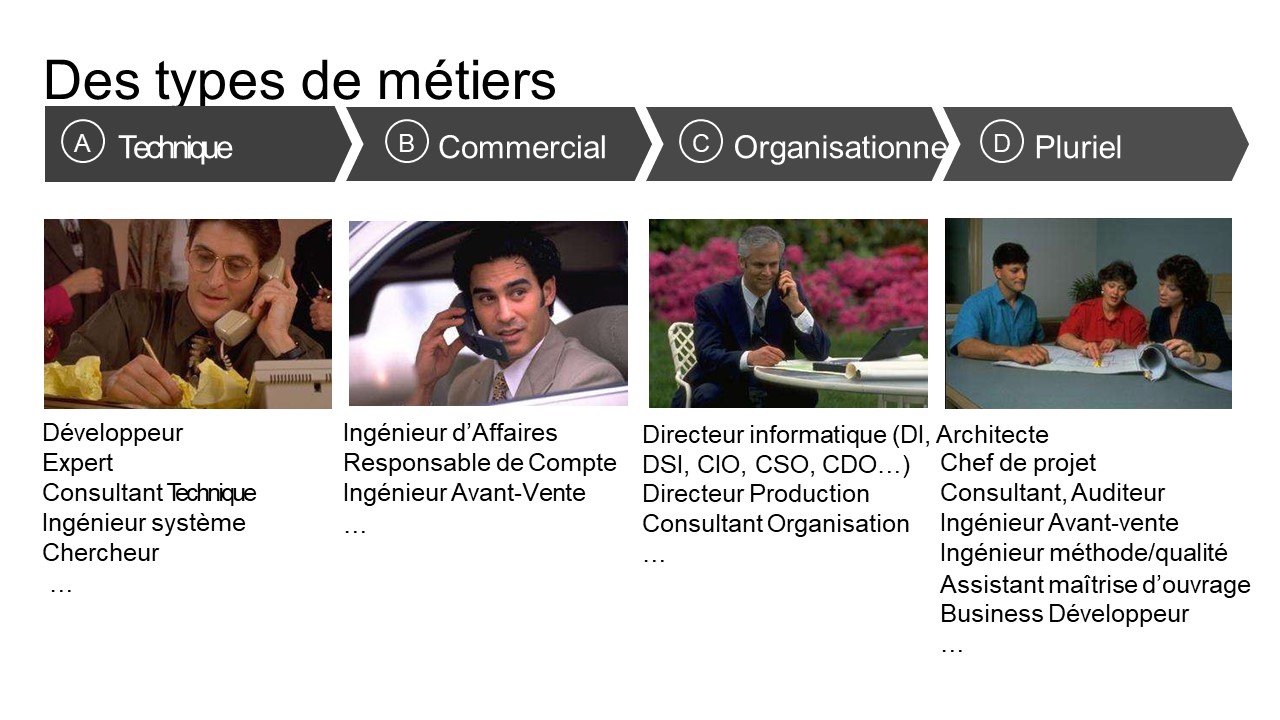 Des types de métiers
A Technique
B Commercial
C Organisationne
D Pluriel
Développeur
Expert
Consultant Technique
Ingénieur système
Chercheur
…
Ingénieur d’Affaires
Responsable de Compte
Ingénieur Avant-Vente
…
Directeur informatique (DI,
DSI, CIO, CSO, CDO…)
Directeur Production
Consultant Organisation
…
Architecte
Chef de projet
Consultant, Auditeur
Ingénieur Avant-vente
Ingénieur méthode/qualité
Assistant maîtrise d’ouvrage
Business Développeur
…